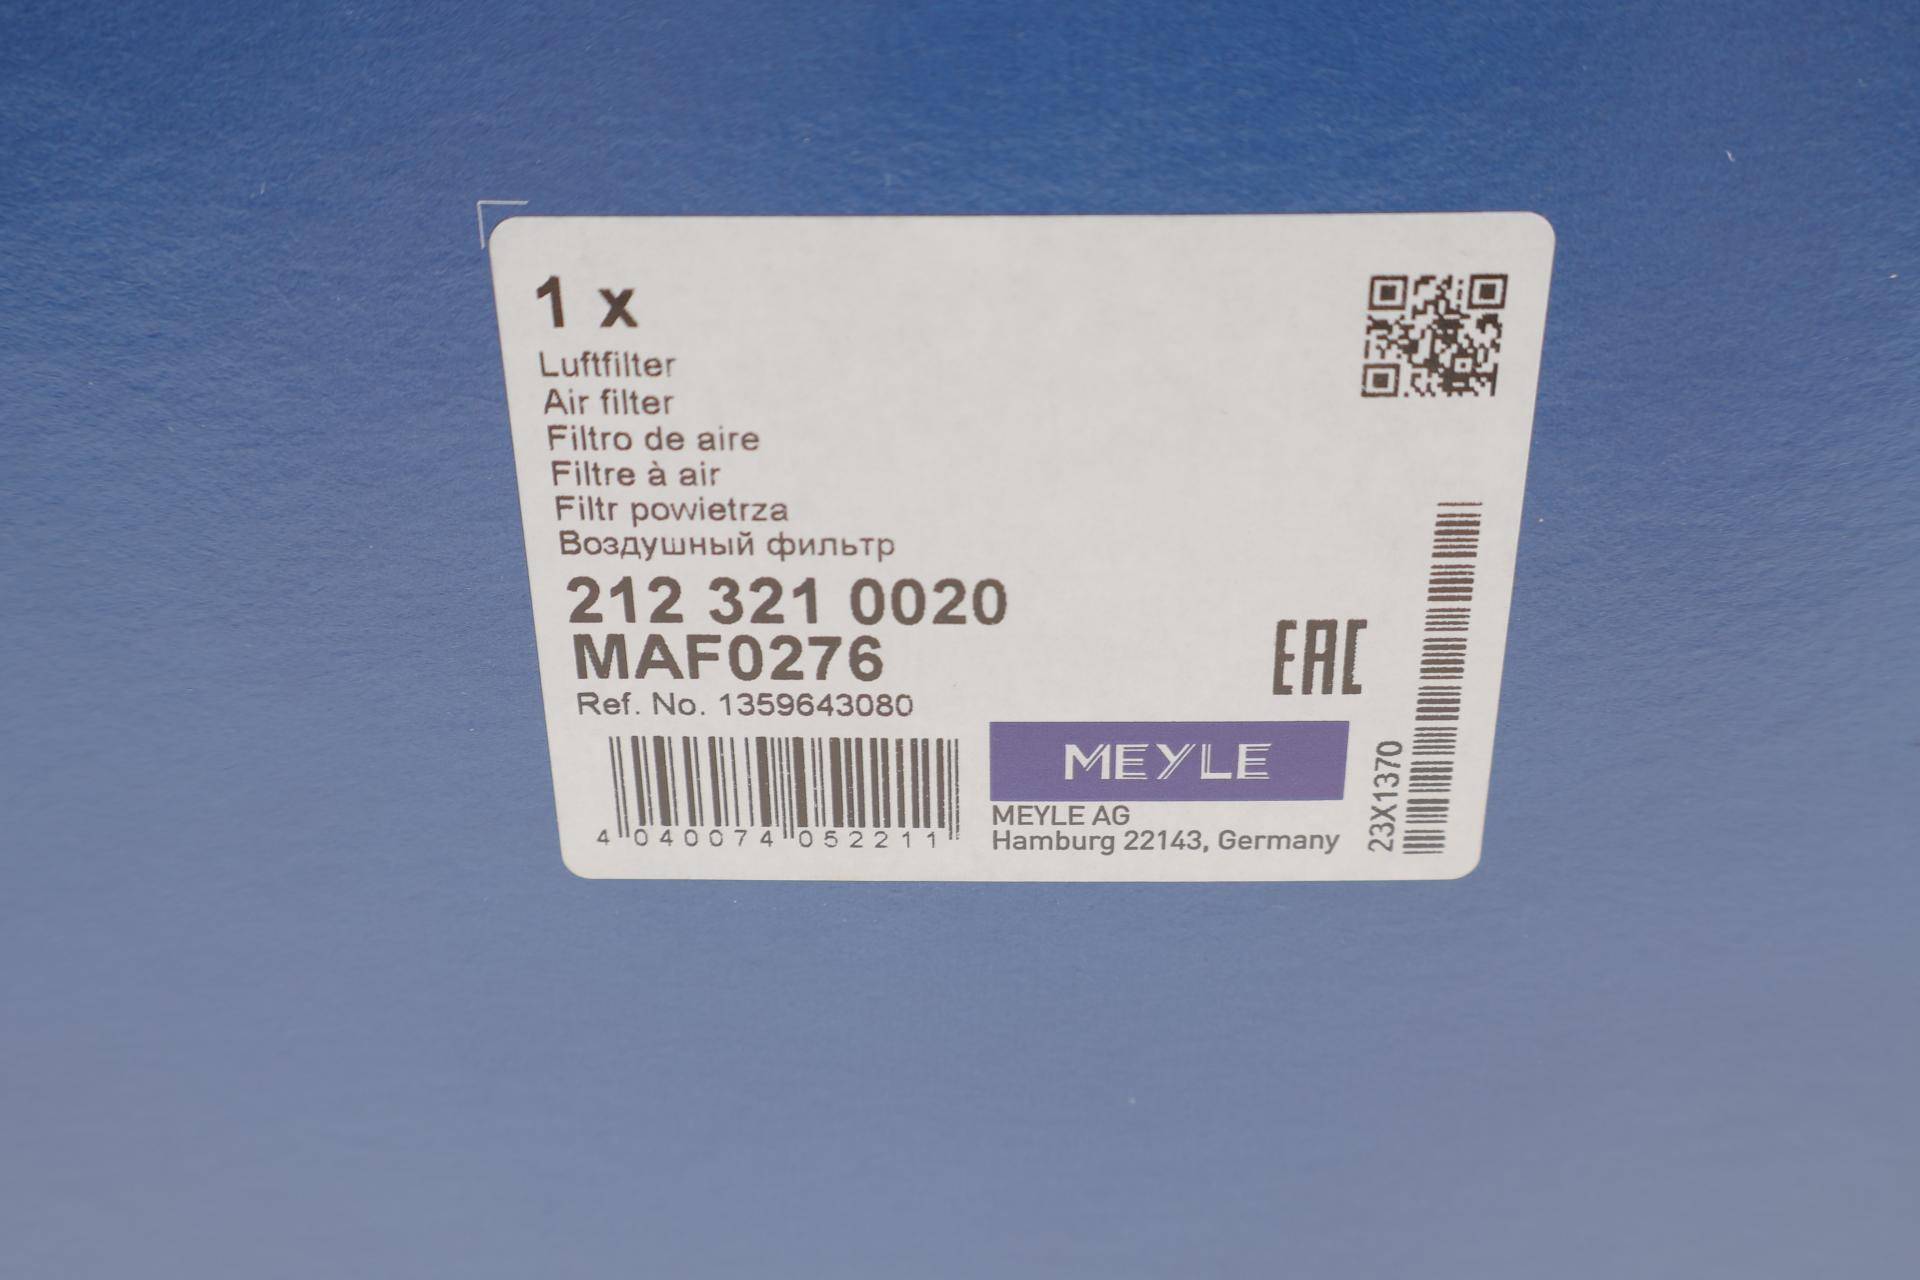 1 x
Luftfilter
Air filter
Filtro de aire
Filtre à air
Filtr powietrza
Воздушный фильтр
212 321 0020
MAF0276
Ref. No. 1359643080
4 040074 052211
EAC
MEYLE
MEYLE AG
Hamburg 22143, Germany
23X1370